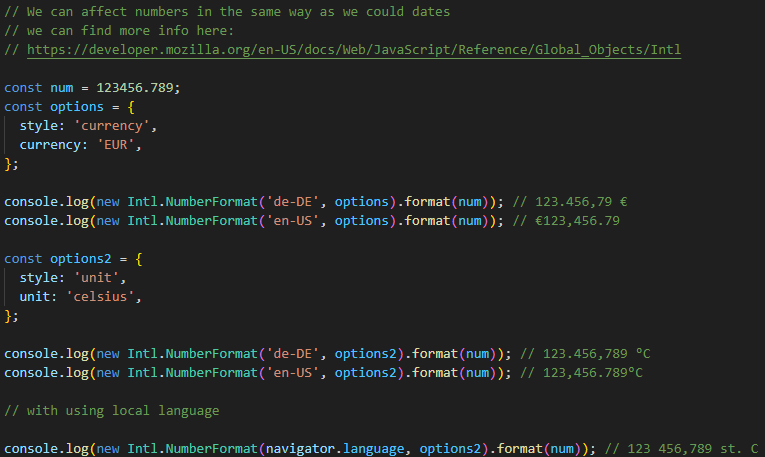 // We can affect numbers in the same way as we could dates
// we can find more info here:
// https://developer.mozilla.org/en-US/docs/Web/JavaScript/Reference/Global_Objects/Intl
const num = 123456.789;
const options = {
  style: 'currency',
  currency: 'EUR',
};
console.log(new Intl.NumberFormat('de-DE', options).format(num)); // 123.456,79 €
console.log(new Intl.NumberFormat('en-US', options).format(num)); // €123,456.79
const options2 = {
  style: 'unit',
  unit: 'celsius',
};
console.log(new Intl.NumberFormat('de-DE', options2).format(num)); // 123.456,789 °C
console.log(new Intl.NumberFormat('en-US', options2).format(num)); // 123,456.789°C
// with using local language
console.log(new Intl.NumberFormat(navigator.language, options2).format(num)); // 123 456,789 st. C